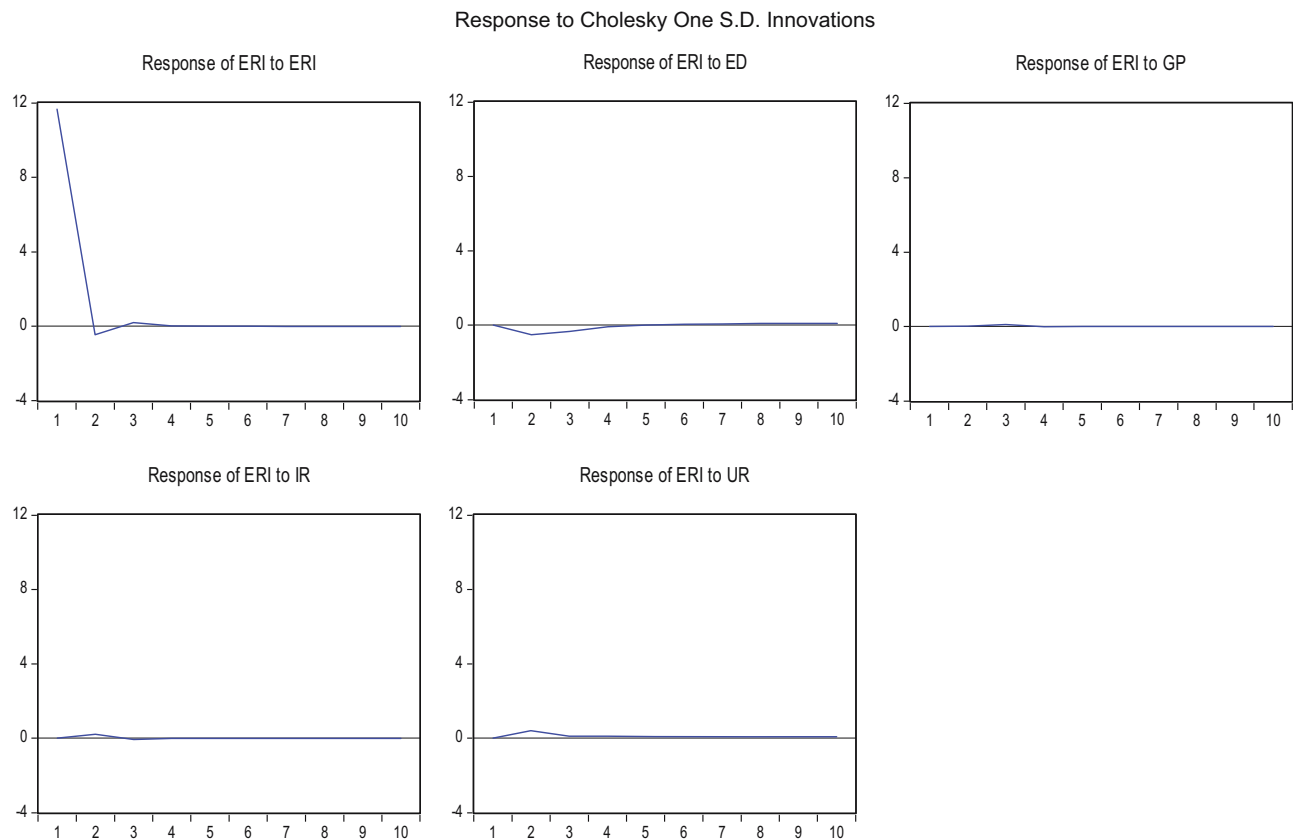 Response to Cholesky One S.D. Innovations
Response of ERI to ERI
12
8
4
0
-4
1 2 3 4 5 6 7 8 9 10
Response of ERI to ED
12
8
4
0
-4
1 2 3 4 5 6 7 8 9 10
Response of ERI to GP
12
8
4
0
-4
1 2 3 4 5 6 7 8 9 10
Response of ERI to IR
12
8
4
0
-4
1 2 3 4 5 6 7 8 9 10
Response of ERI to UR
12
8
4
0
-4
1 2 3 4 5 6 7 8 9 10